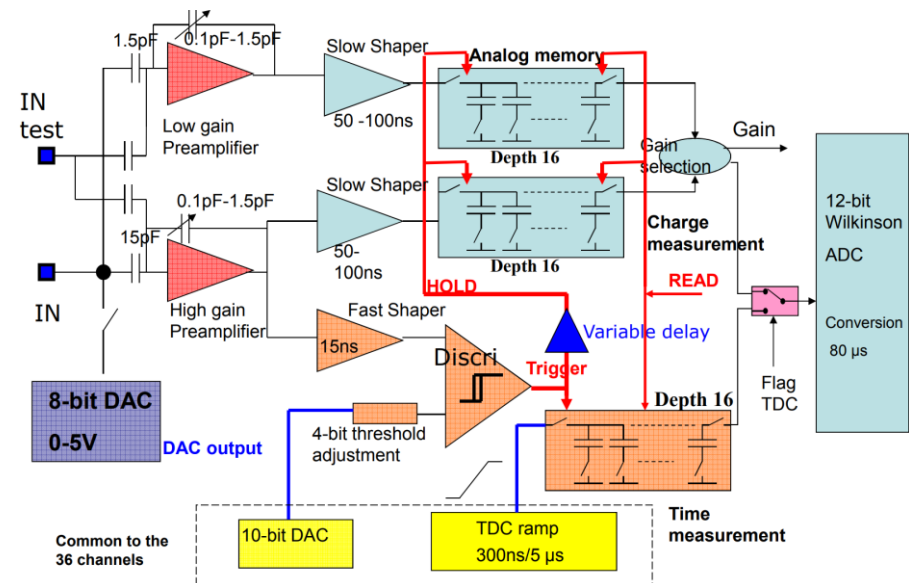 1.5pF
0.1pF-1.5pF
Slow Shaper
Analog memory
IN
test
Low gain
Preamplifier
50 -100ns
Depth 16
Gain
Gain
selection
Slow Shaper
0.1pF-1.5pF
15pF
50-
100ns
Depth 16
Charge
measurement
12-bit
Wilkinson
ADC
Conversion
80 µs
IN
High gain
Preamplifier
HOLD
READ
Fast Shaper
15ns
Discri
Variable delay
Trigger
Flag
TDC
8-bit DAC
0-5V
DAC output
4-bit threshold
adjustment
Depth 16
Time
measurement
Common to the
36 channels
10-bit DAC
TDC ramp
300ns/5 µs